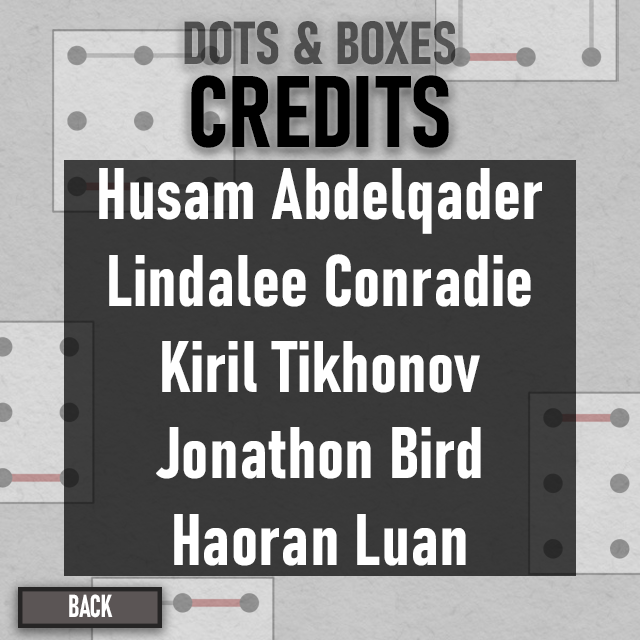 DOTS & BOXES
CREDITS
Husam Abdelqader
Lindalee Conradie
Kiril Tikhonov
Jonathon Bird
Haoran Luan
BACK